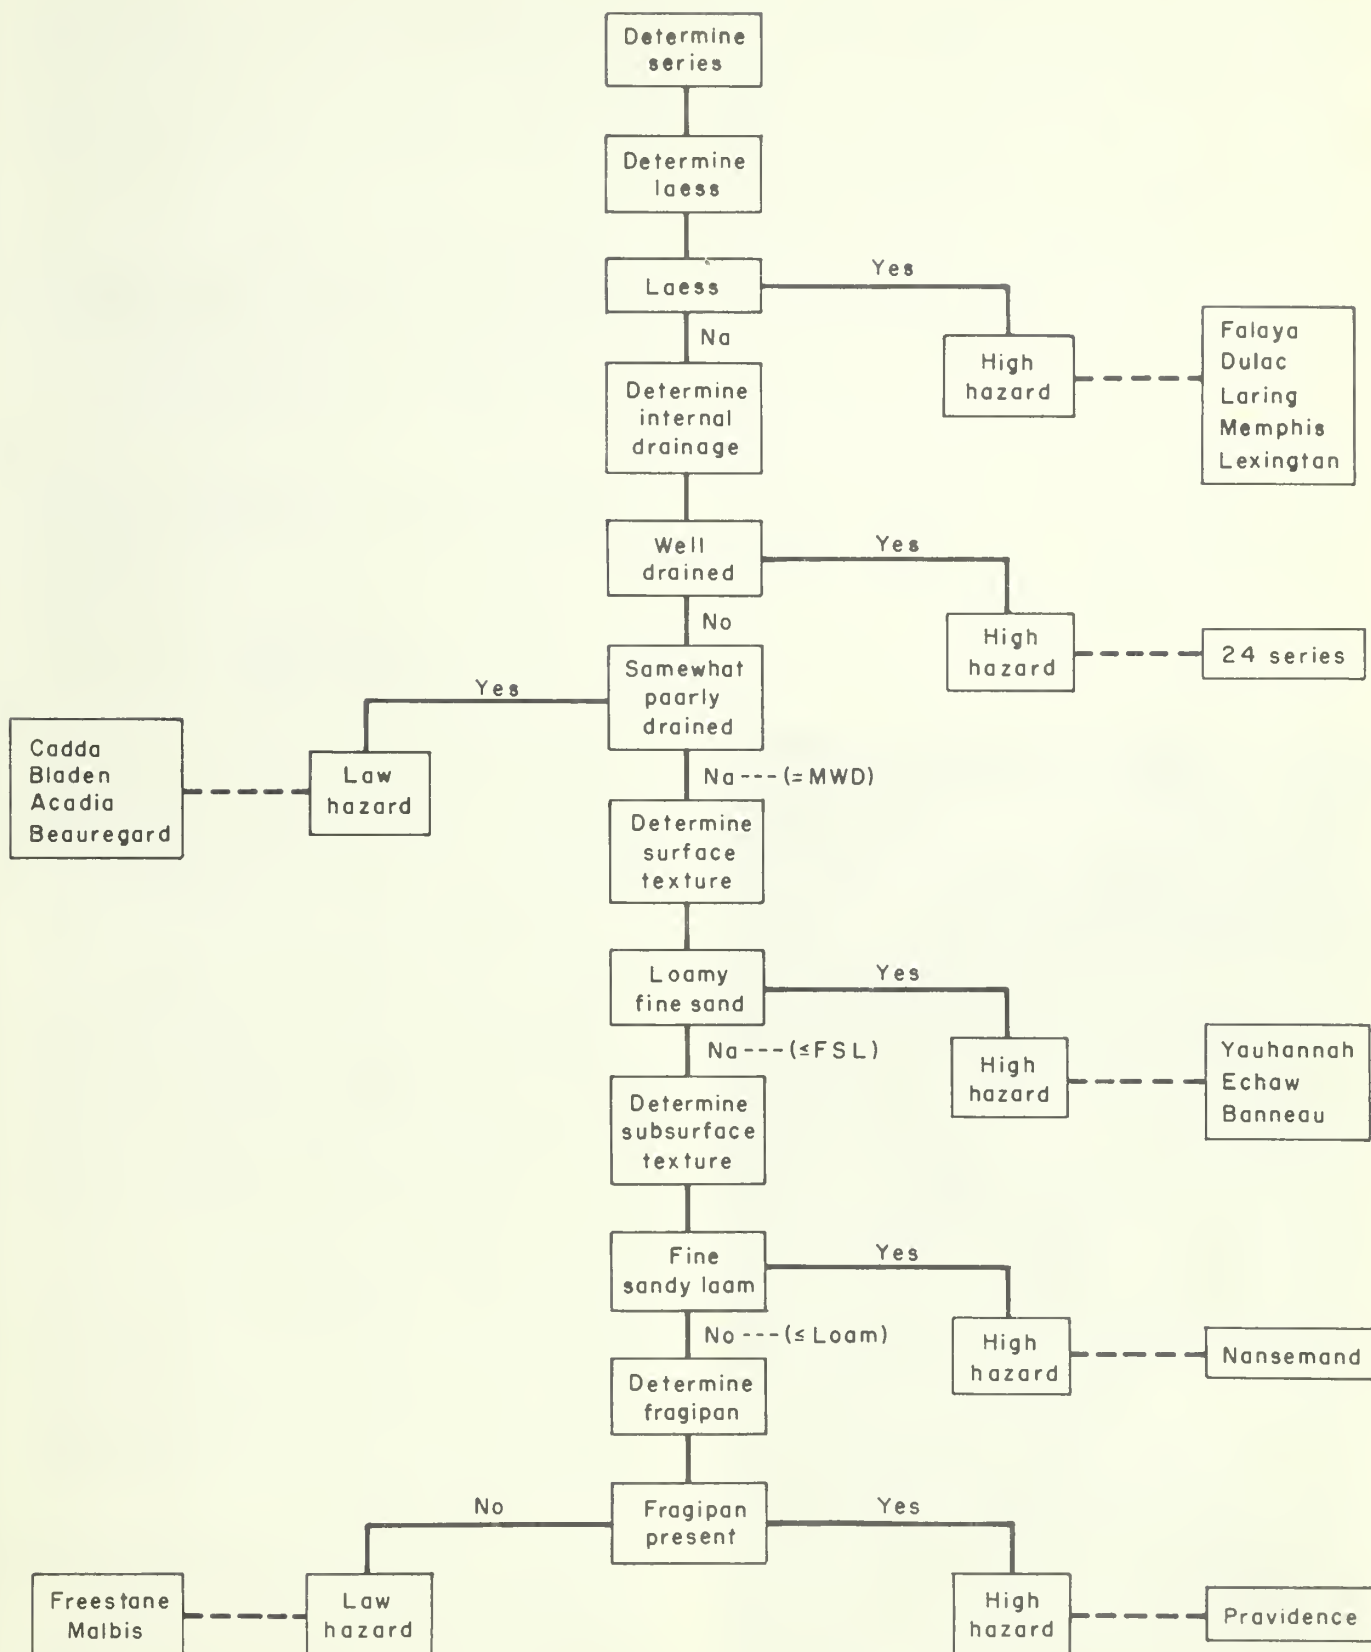 Determine
series
Determine
laess
Laess
Yes
Na
High
hazard
Falaya
Dulac
Laring
Memphis
Lexingtan
Determine
internal
drainage
Well
drained
Yes
No
High
hazard
24 series
Samewhat
paarly
drained
Yes
Law
hazard
Cadda
Bladen
Acadia
Beauregard
Na --- (= MWD)
Determine
surface
texture
Loamy
fine sand
Yes
Na --- (≤FSL)
High
hazard
Yauhannah
Echaw
Banneau
Determine
subsurface
texture
Fine
sandy laam
Yes
No --- (≤ Loam)
High
hazard
Nansemand
Determine
fragipan
Fragipan
present
No
Yes
Law
hazard
Freestane
Malbis
High
hazard
Pravidence